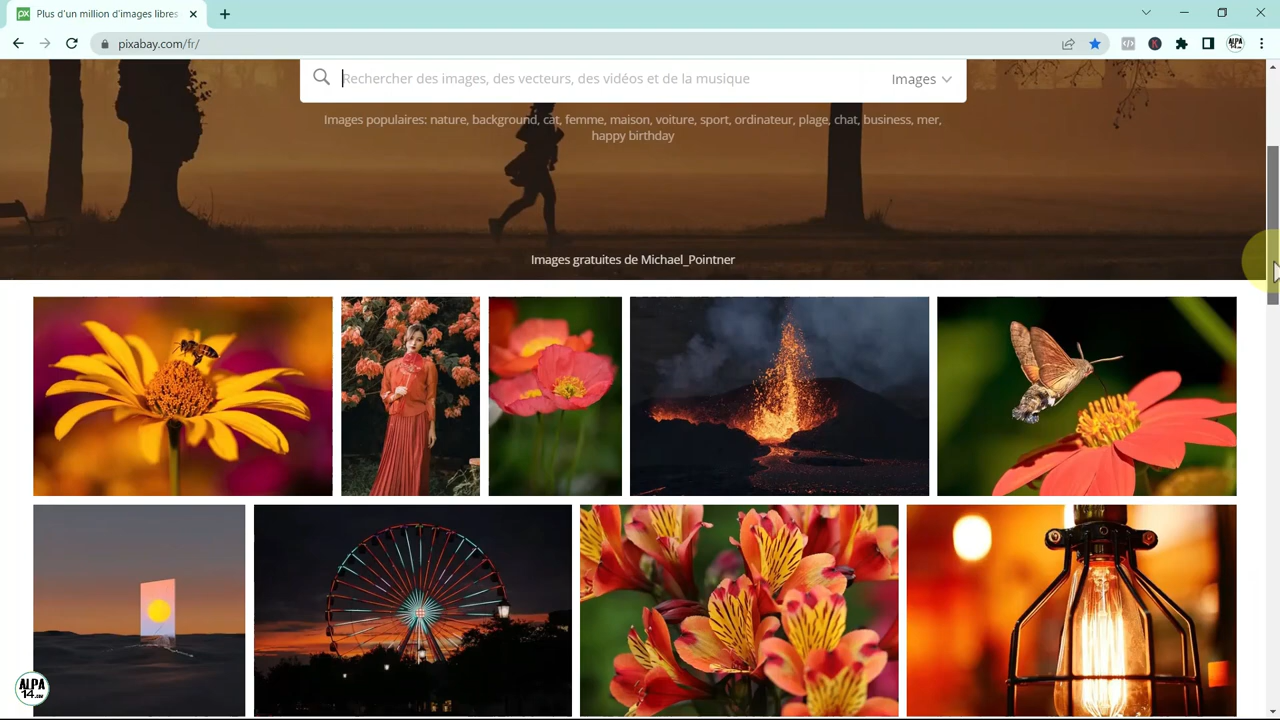 Plus d'un million d'images libres
pixabay.com/fr/
Rechercher des images, des vecteurs, des vidéos et de la musique
Images
Images populaires: nature, background, cat, femme, maison, voiture, sport, ordinateur, plage, chat, business, mer,
happy birthday
Images gratuites de Michael_Pointner
ALPA
14